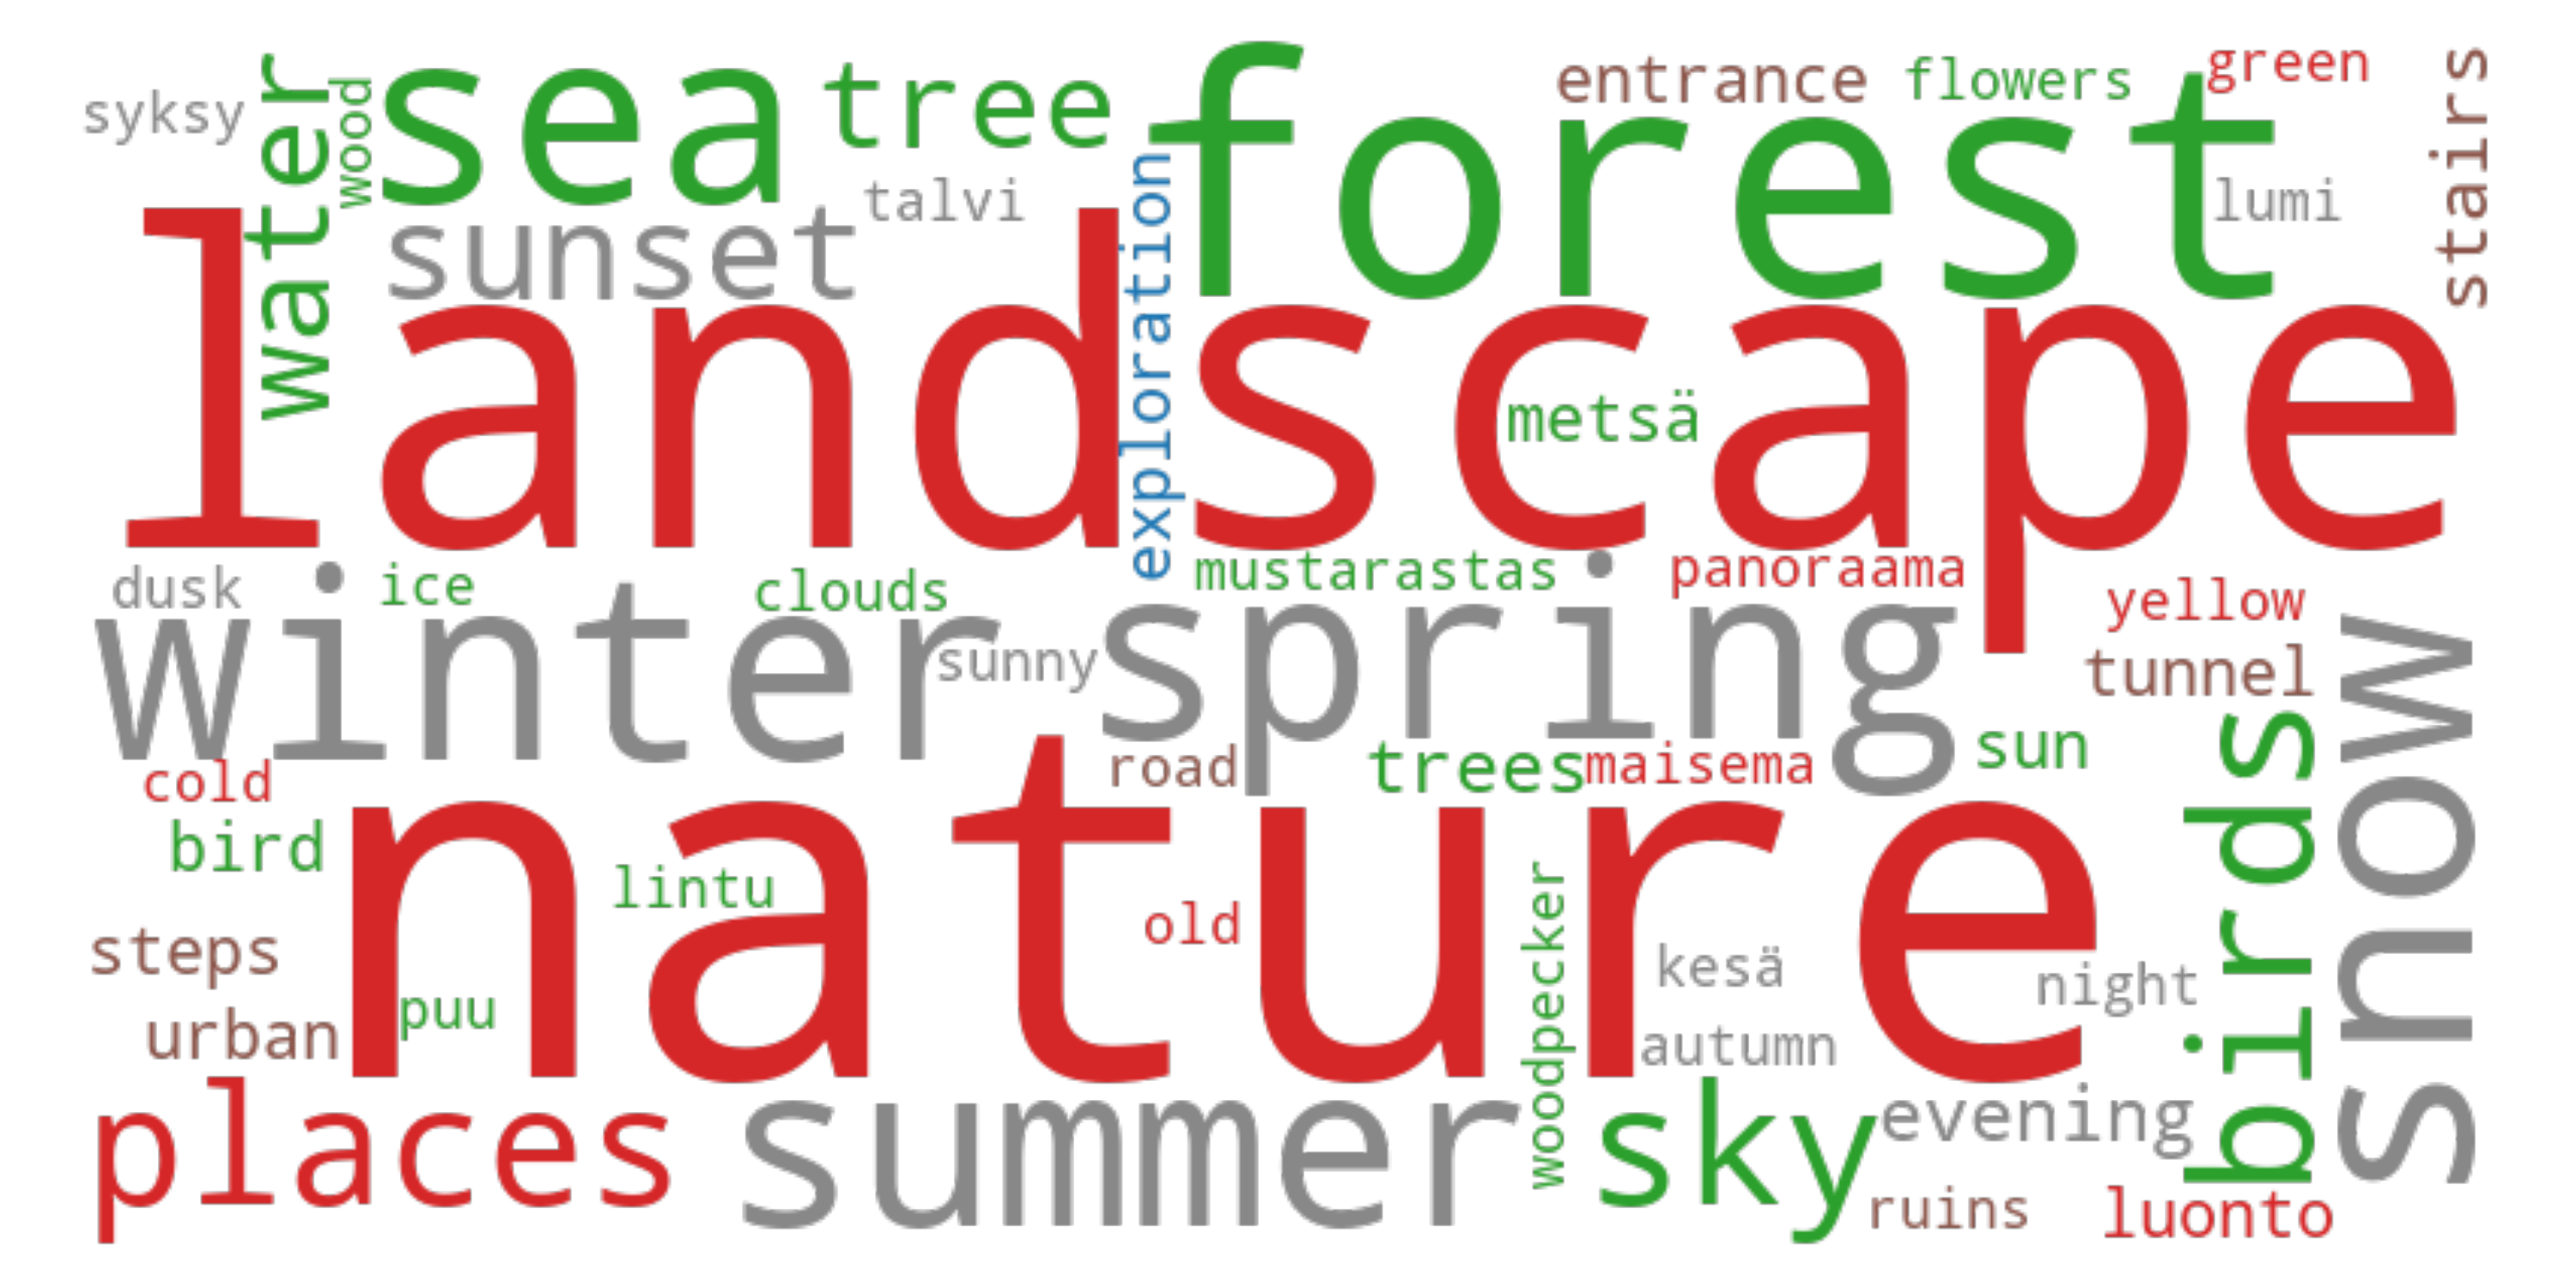 syksy
water
wood
sea
tree
forest
entrance
flowers
green
stairs
talvi
lumi
sunset
exploration
landscape
metsä
dusk
ice
clouds
mustarastas
panoraama
yellow
winter
sunny
spring
tunnel
snow
cold
road
trees
maisema
sun
birds
bird
nature
lintu
old
woodpecker
steps
kesä
night
puu
urban
autumn
places
summer
sky
evening
ruins
luonto